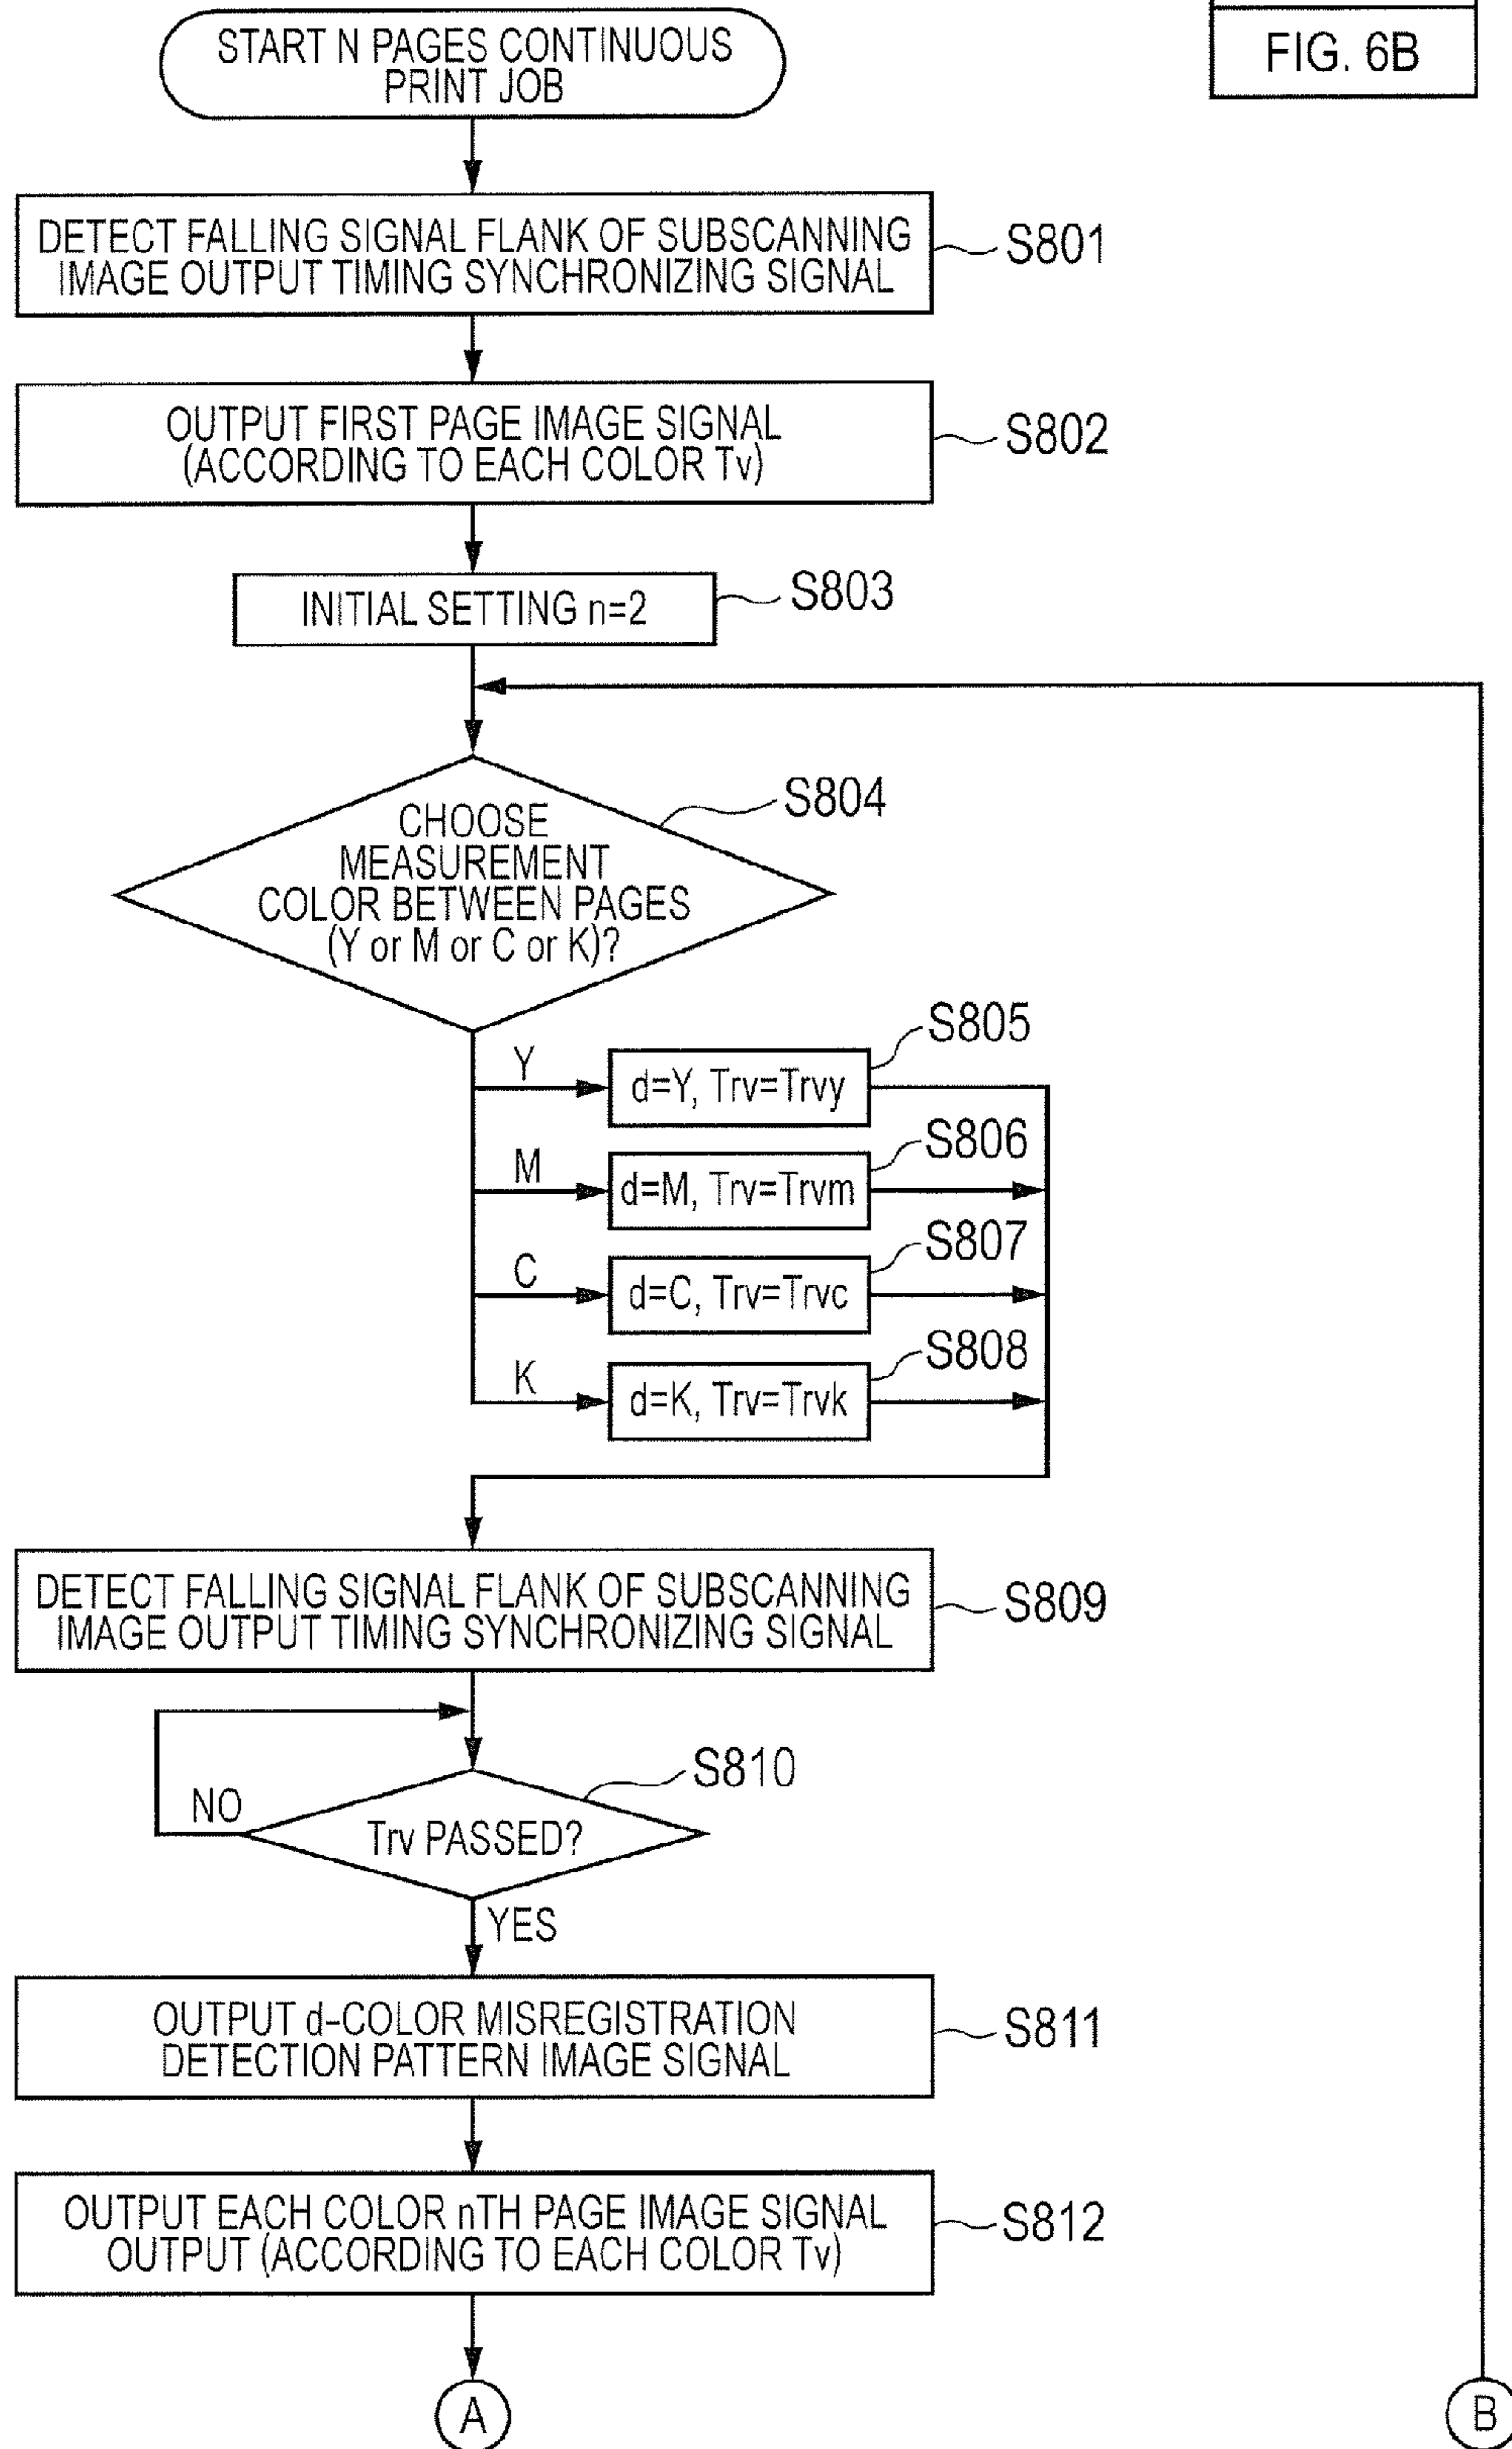 FIG. 6B
START N PAGES CONTINUOUS
PRINT JOB
DETECT FALLING SIGNAL FLANK OF SUBSCANNING
IMAGE OUTPUT TIMING SYNCHRONIZING SIGNAL
S801
OUTPUT FIRST PAGE IMAGE SIGNAL
(ACCORDING TO EACH COLOR Tv)
S802
INITIAL SETTING n=2
S803
CHOOSE
MEASUREMENT
COLOR BETWEEN PAGES
(Y or M or C or K)?
S804
Y
d=Y, Trv=Trvy
S805
M
d=M, Trv=Trvm
S806
C
d=C, Trv=Trvc
S807
K
d=K, Trv=Trvk
S808
DETECT FALLING SIGNAL FLANK OF SUBSCANNING
IMAGE OUTPUT TIMING SYNCHRONIZING SIGNAL
S809
NO
Trv PASSED?
S810
YES
OUTPUT d-COLOR MISREGISTRATION
DETECTION PATTERN IMAGE SIGNAL
S811
OUTPUT EACH COLOR nTH PAGE IMAGE SIGNAL
OUTPUT (ACCORDING TO EACH COLOR Tv)
S812
A
B